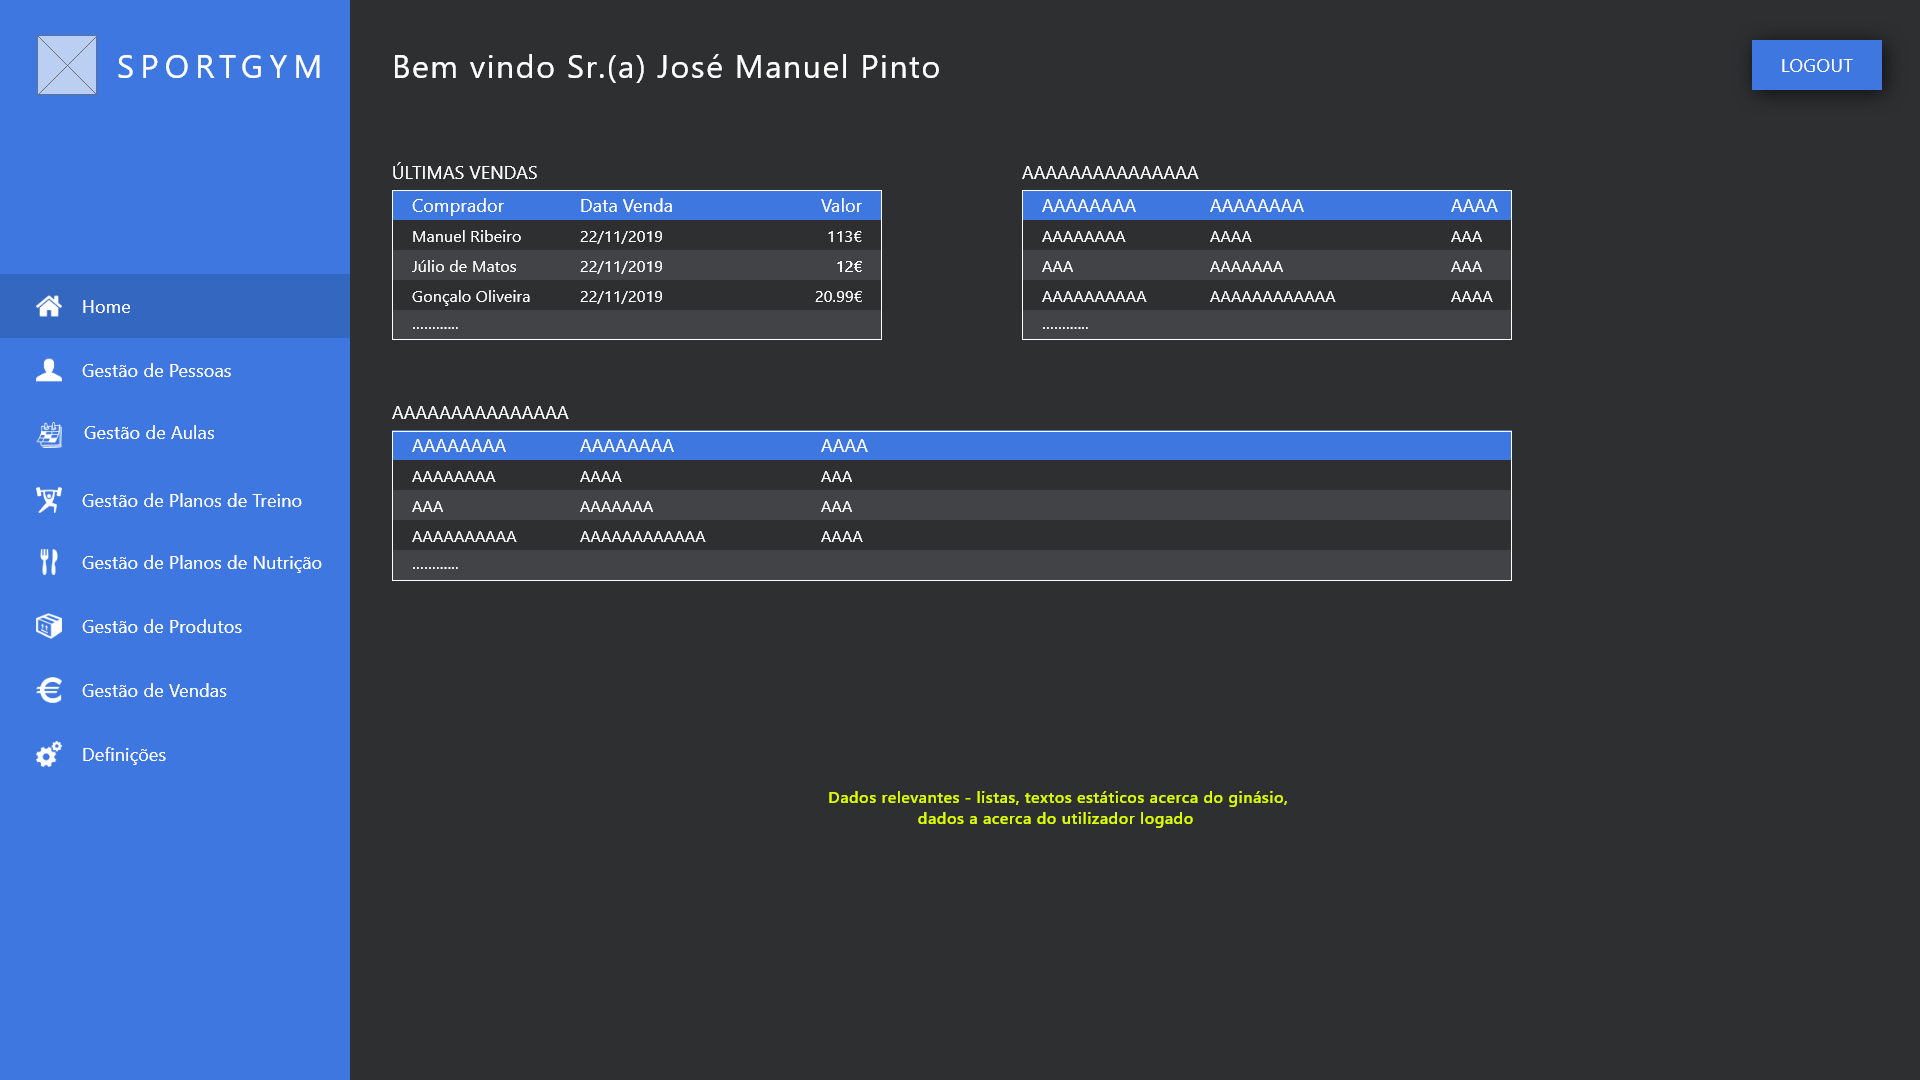 SPORTGYM
Bem vindo Sr.(a) José Manuel Pinto
LOGOUT
Home
Gestão de Pessoas
Gestão de Aulas
Gestão de Planos de Treino
Gestão de Planos de Nutrição
Gestão de Produtos
Gestão de Vendas
Definições
ÚLTIMAS VENDAS
Comprador Data Venda Valor
Manuel Ribeiro 22/11/2019 113€
Júlio de Matos 22/11/2019 12€
Gonçalo Oliveira 22/11/2019 20.99€
............
AAAAAAAAAAAAAAA
AAAAAAAA AAAAAAAA AAAA
AAAAAAAA AAAA AAA
AAA AAAAAAA AAA
AAAAAAAAAA AAAAAAAAAAAA AAAA
............
AAAAAAAAAAAAAAA
AAAAAAAA AAAAAAAA AAAA
AAAAAAAA AAAA AAA
AAA AAAAAAA AAA
AAAAAAAAAA AAAAAAAAAAAA AAAA
............
Dados relevantes - listas, textos estáticos acerca do ginásio,
dados a acerca do utilizador logado